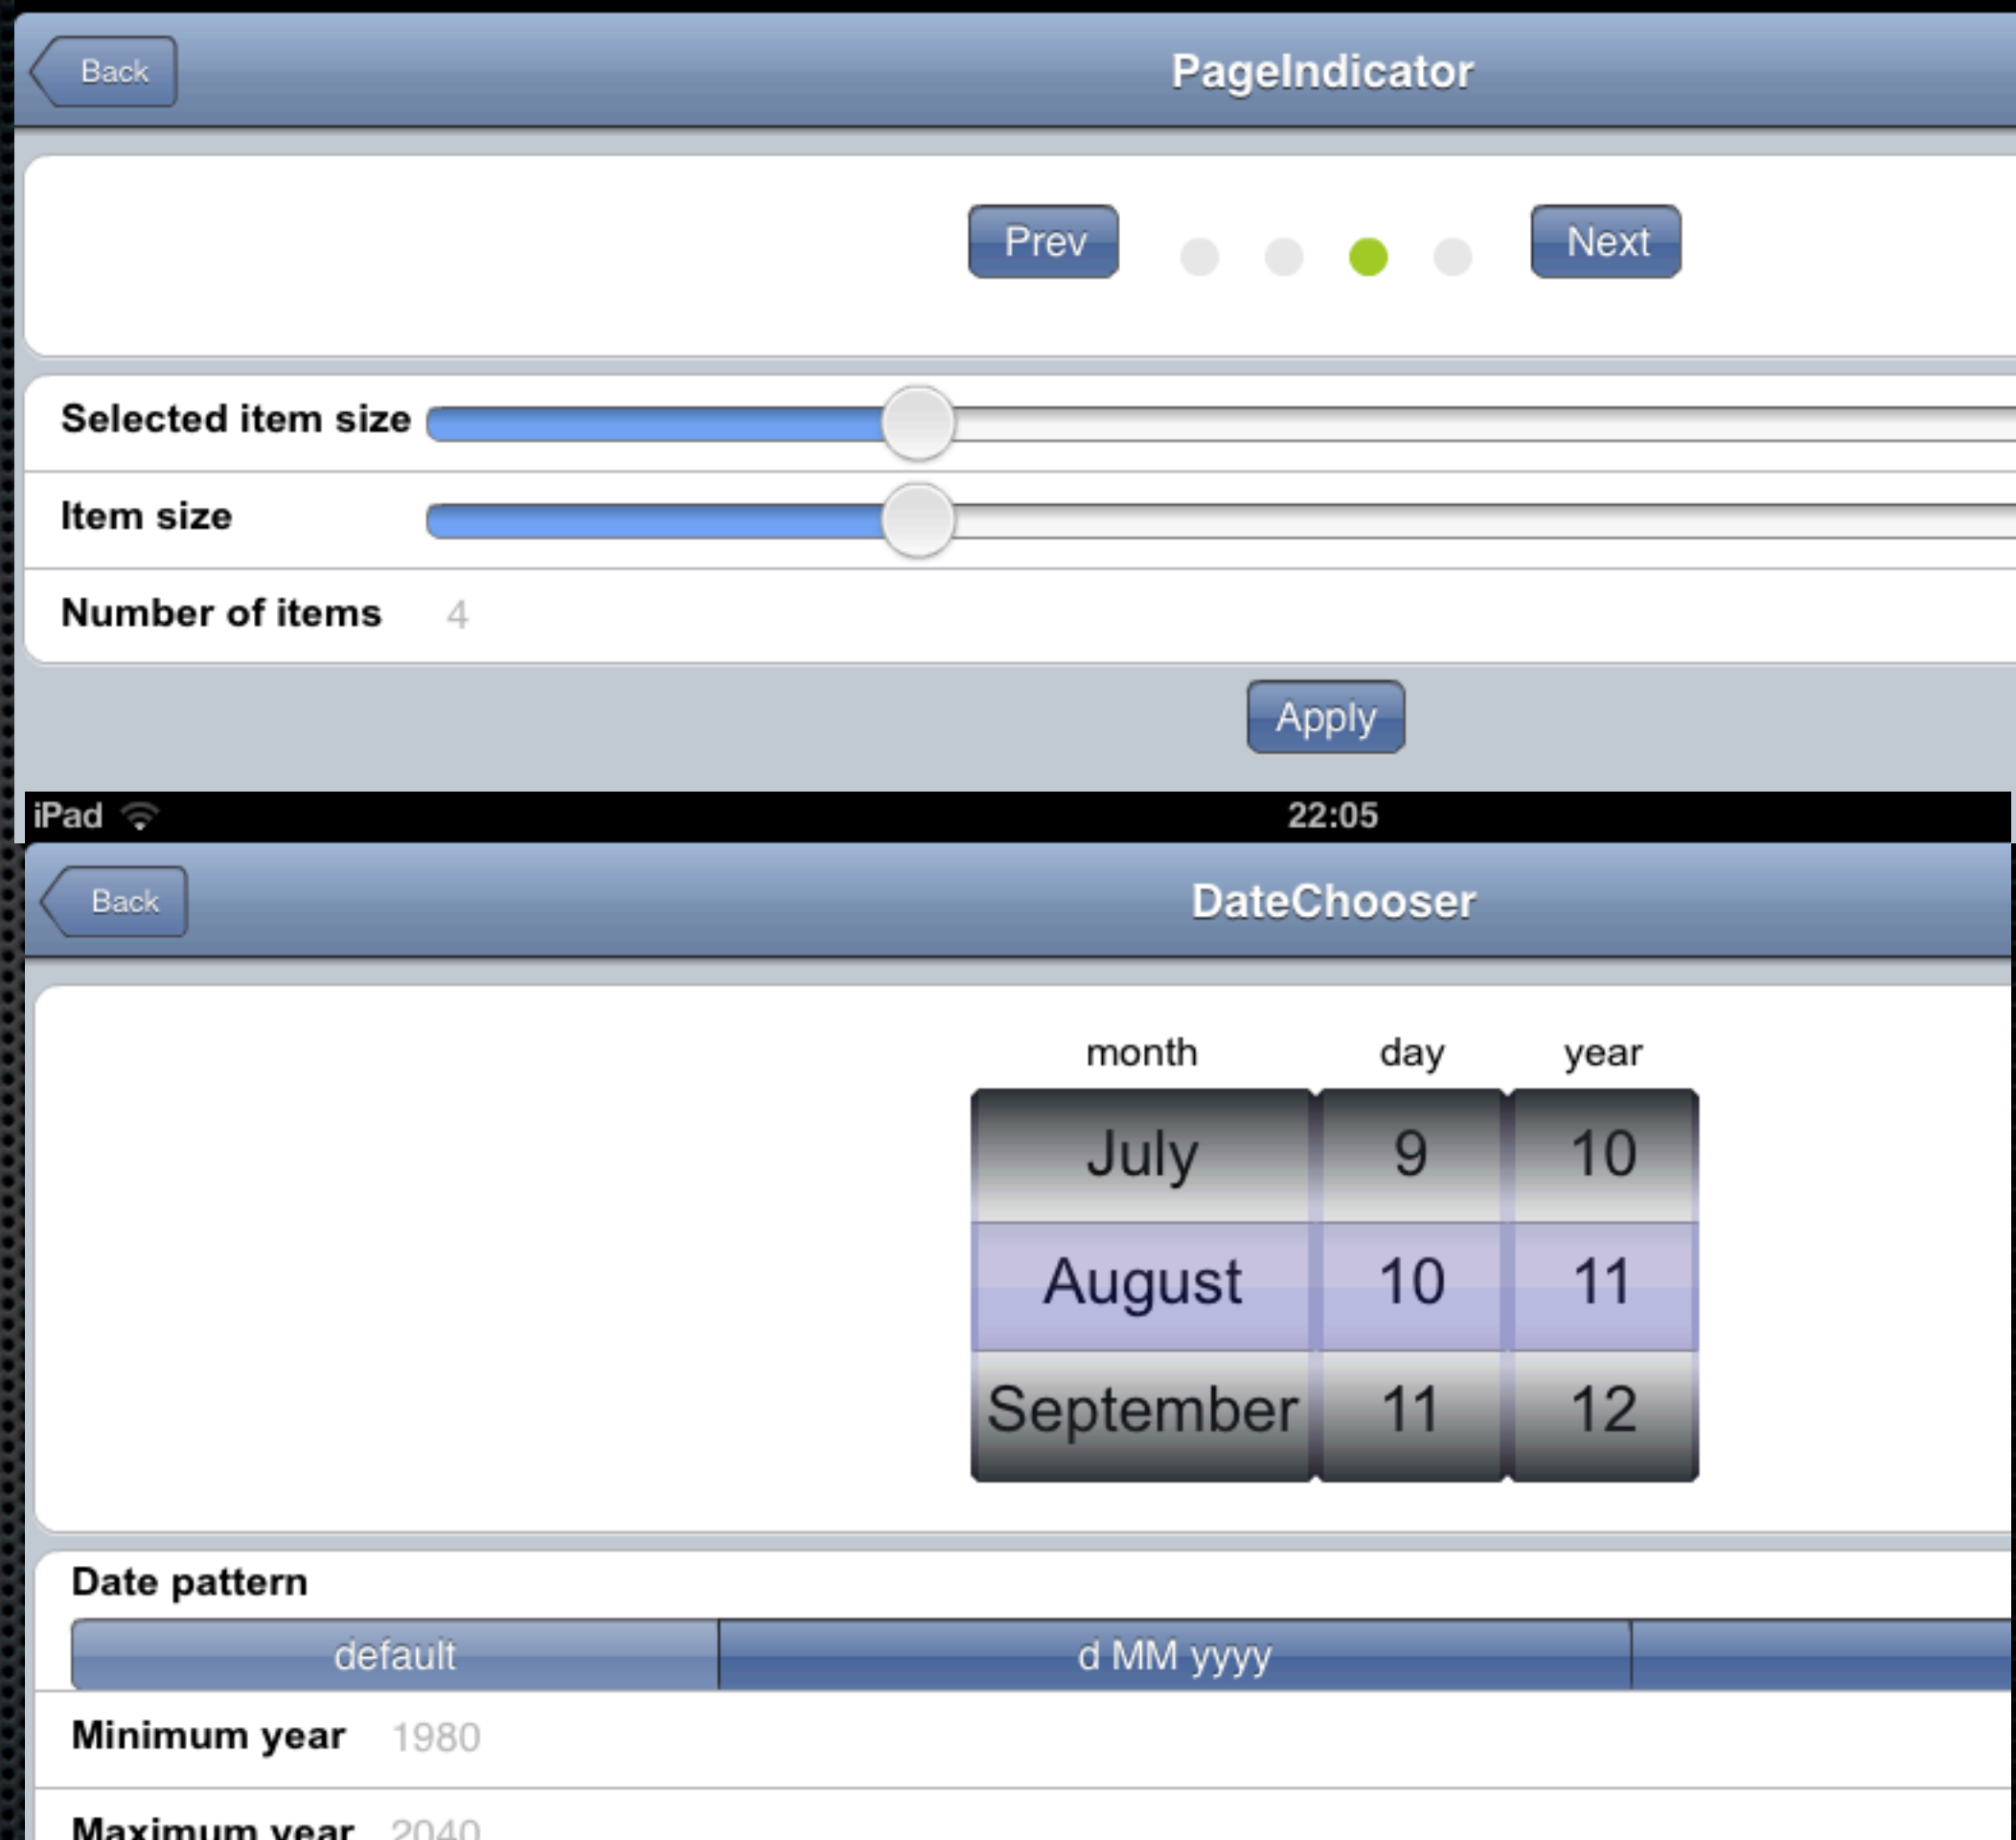 Back PageIndicator
Prev Next
Selected item size
Item size
Number of items 4
Apply
iPad 22:05
Back DateChooser
month day year
July 9 10
August 10 11
September 11 12
Date pattern
default d MM yyyy
Minimum year 1980
Maximum year 2040